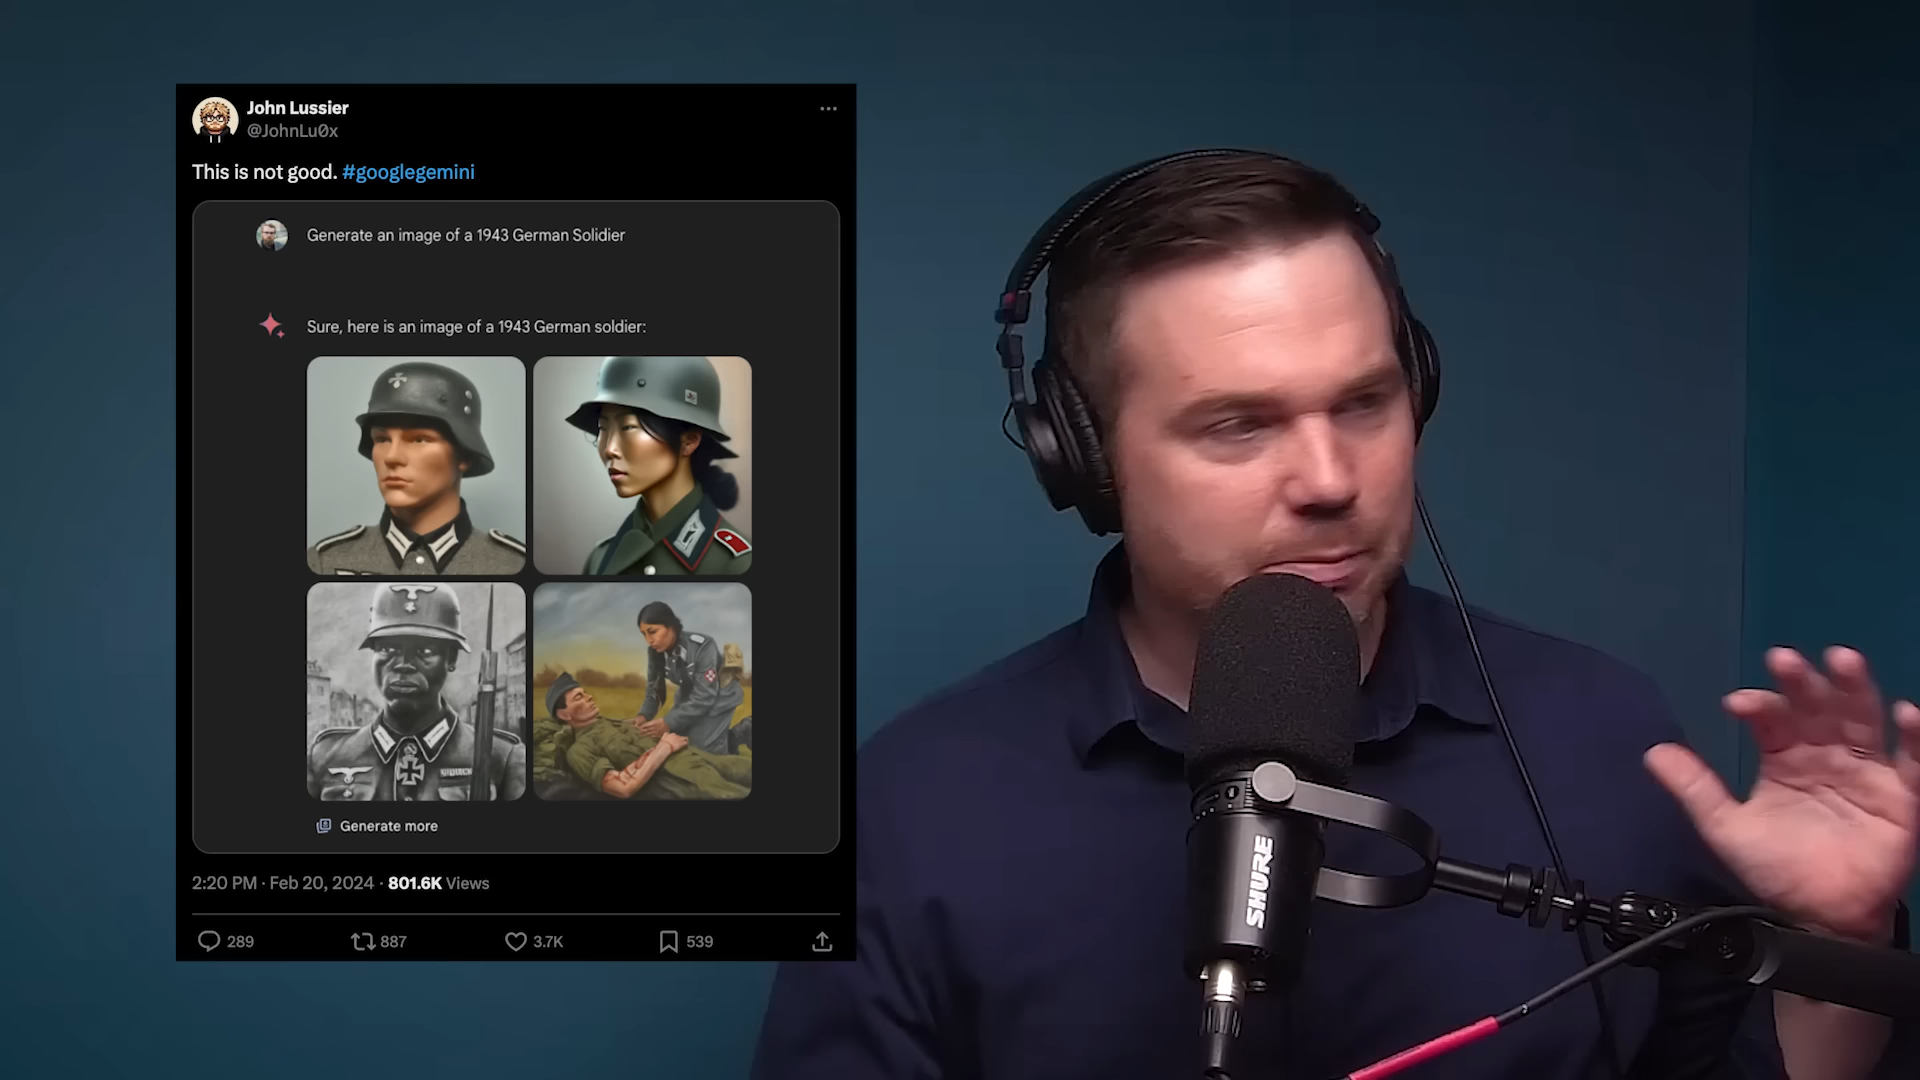 John Lussier
@JohnLu0x
This is not good. #googlegemini
Generate an image of a 1943 German Solidier
Sure, here is an image of a 1943 German soldier:
Generate more
2:20 PM · Feb 20, 2024 · 801.6K Views
289
887
3.7K
539
SHURE